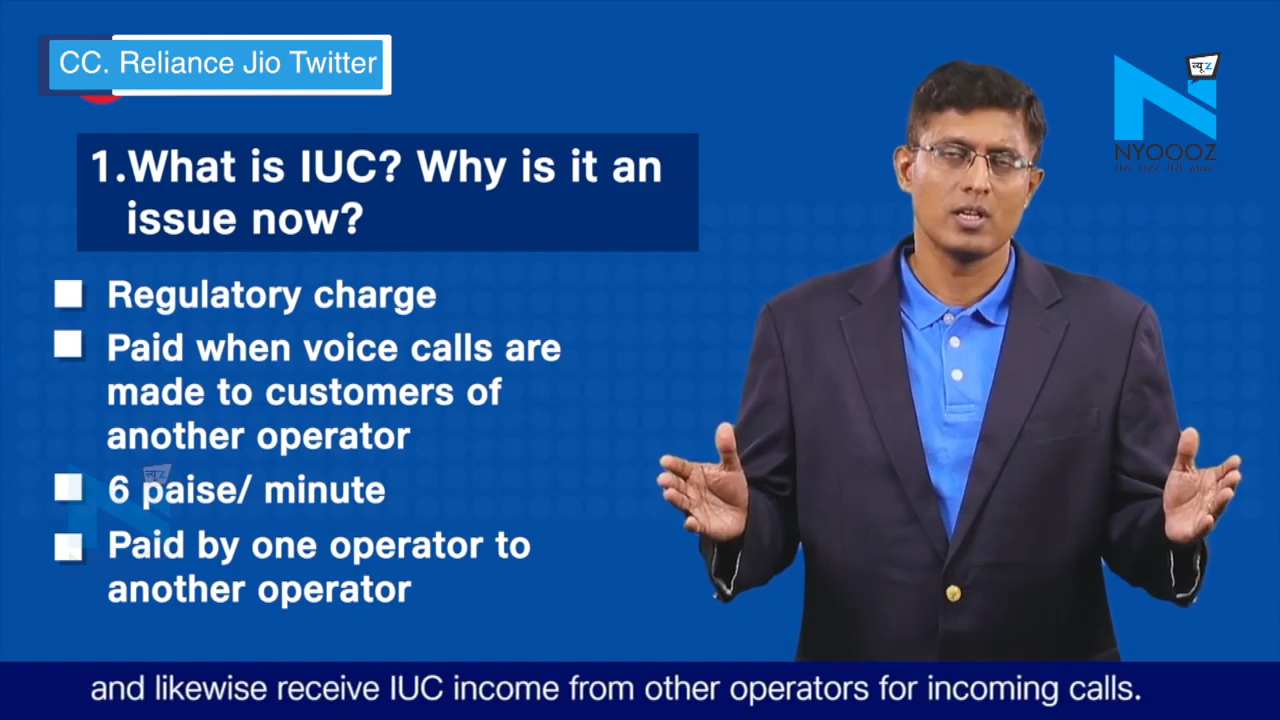 CC. Reliance Jio Twitter
न्यूz
NYOOOZ
1.What is IUC? Why is it an
issue now?
Regulatory charge
Paid when voice calls are
made to customers of
another operator
न्यूz
6 paise/ minute
Paid by one operator to
another operator
and likewise receive IUC income from other operators for incoming calls.